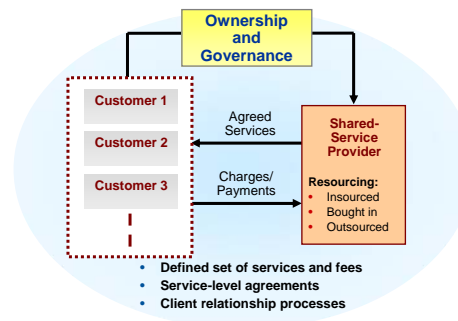 Ownership
and
Governance
Customer 1
Customer 2
Customer 3
Agreed
Services
Charges/
Payments
Shared-
Service
Provider
Resourcing:
• Insourced
• Bought in
• Outsourced
• Defined set of services and fees
• Service-level agreements
• Client relationship processes